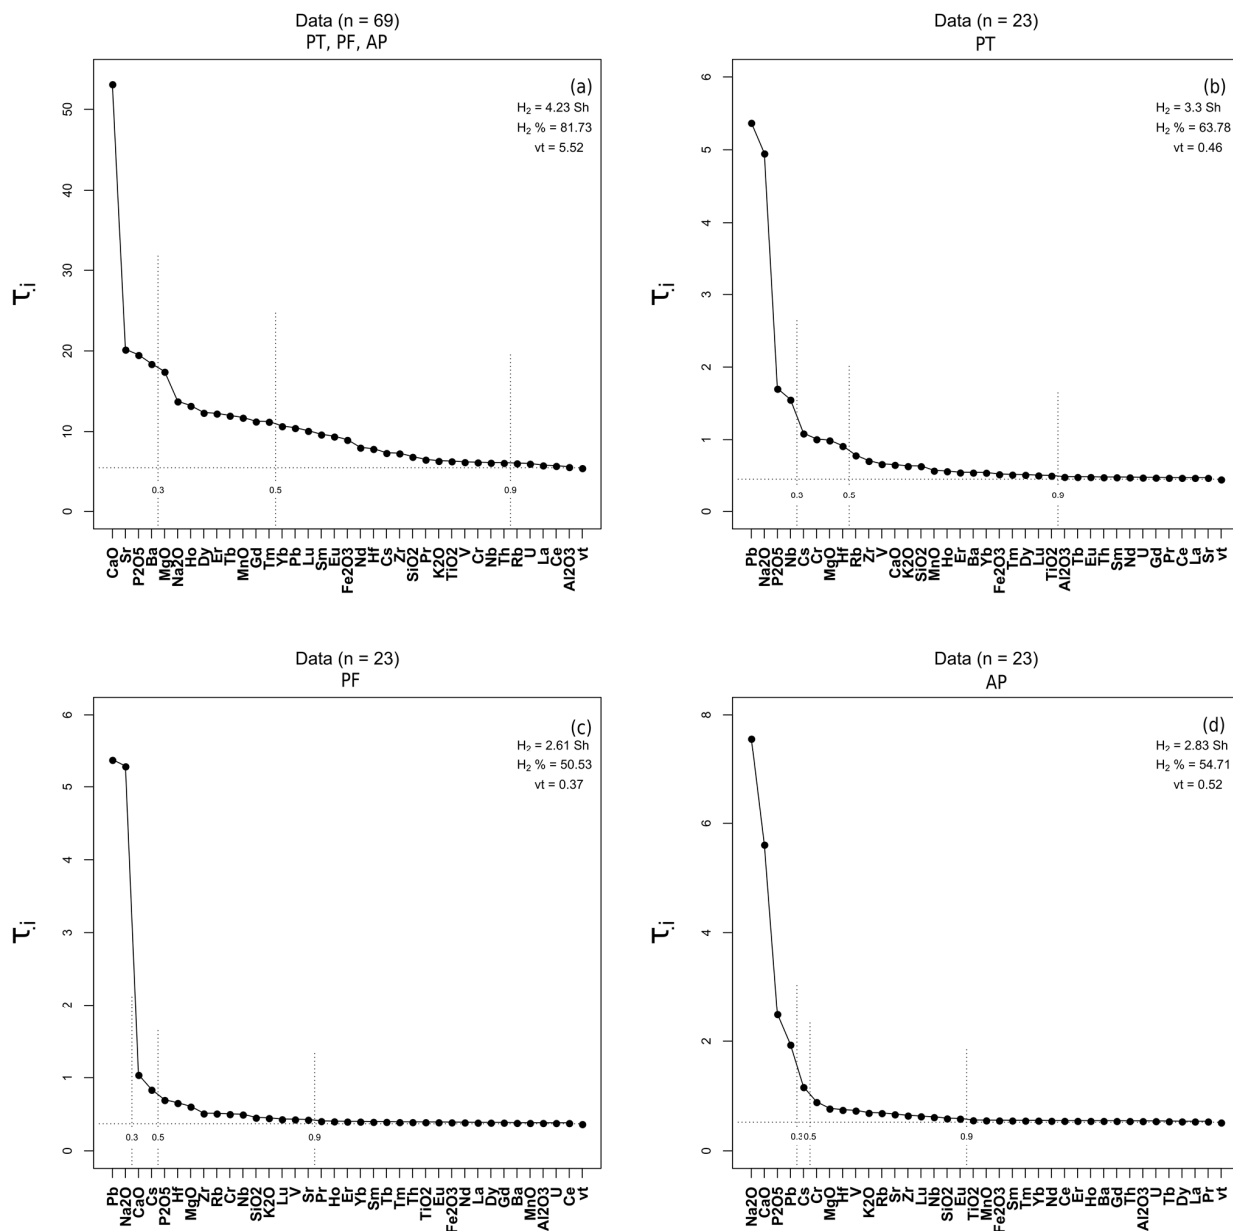 Data (n = 69)
PT, PF, AP
(a)
H2 = 4.23 Sh
H2 % = 81.73
vt = 5.52
τ.i
50
40
30
20
10
0
0.3
0.5
0.9
CaO Sr P2O5 Ba MgO Na2O Ho Dy Er Tb MnO Gd Tm Yb Pb Lu Sm Eu Fe2O3 Nd Hf Cs Zr SiO2 Pr K2O TiO2 V Cr Nb Th Rb U La Ce Al2O3 vt
Data (n = 23)
PT
(b)
H2 = 3.3 Sh
H2 % = 63.78
vt = 0.46
τ.i
6
5
4
3
2
1
0
0.3
0.5
0.9
Pb Na2O P2O5 Nb Cs Cr MgO Hf Rb Zr V CaO K2O SiO2 MnO Ho Er Ba Yb Fe2O3 Tm Dy Lu TiO2 Al2O3 Tb Eu Th Sm Nd U Gd Pr Ce La Sr vt
Data (n = 23)
PF
(c)
H2 = 2.61 Sh
H2 % = 50.53
vt = 0.37
τ.i
6
5
4
3
2
1
0
0.3
0.5
0.9
Pb Na2O CaO Cs P2O5 Hf MgO Zr Rb Cr Nb SiO2 K2O Lu V Sr Pr Ho Er Yb Sm Tb Tm Th TiO2 Eu Fe2O3 Nd La Dy Gd Ba MnO Al2O3 U Ce vt
Data (n = 23)
AP
(d)
H2 = 2.83 Sh
H2 % = 54.71
vt = 0.52
τ.i
8
6
4
2
0
0.3
0.5
0.9
Na2O CaO P2O5 Pb Cs Cr MgO Hf V K2O Rb Sr Zr Lu Nb SiO2 Eu TiO2 MnO Fe2O3 Sm Tm Yb Nd Ce Er Ho Ba Gd Th Al2O3 U Tb Dy La Pr vt